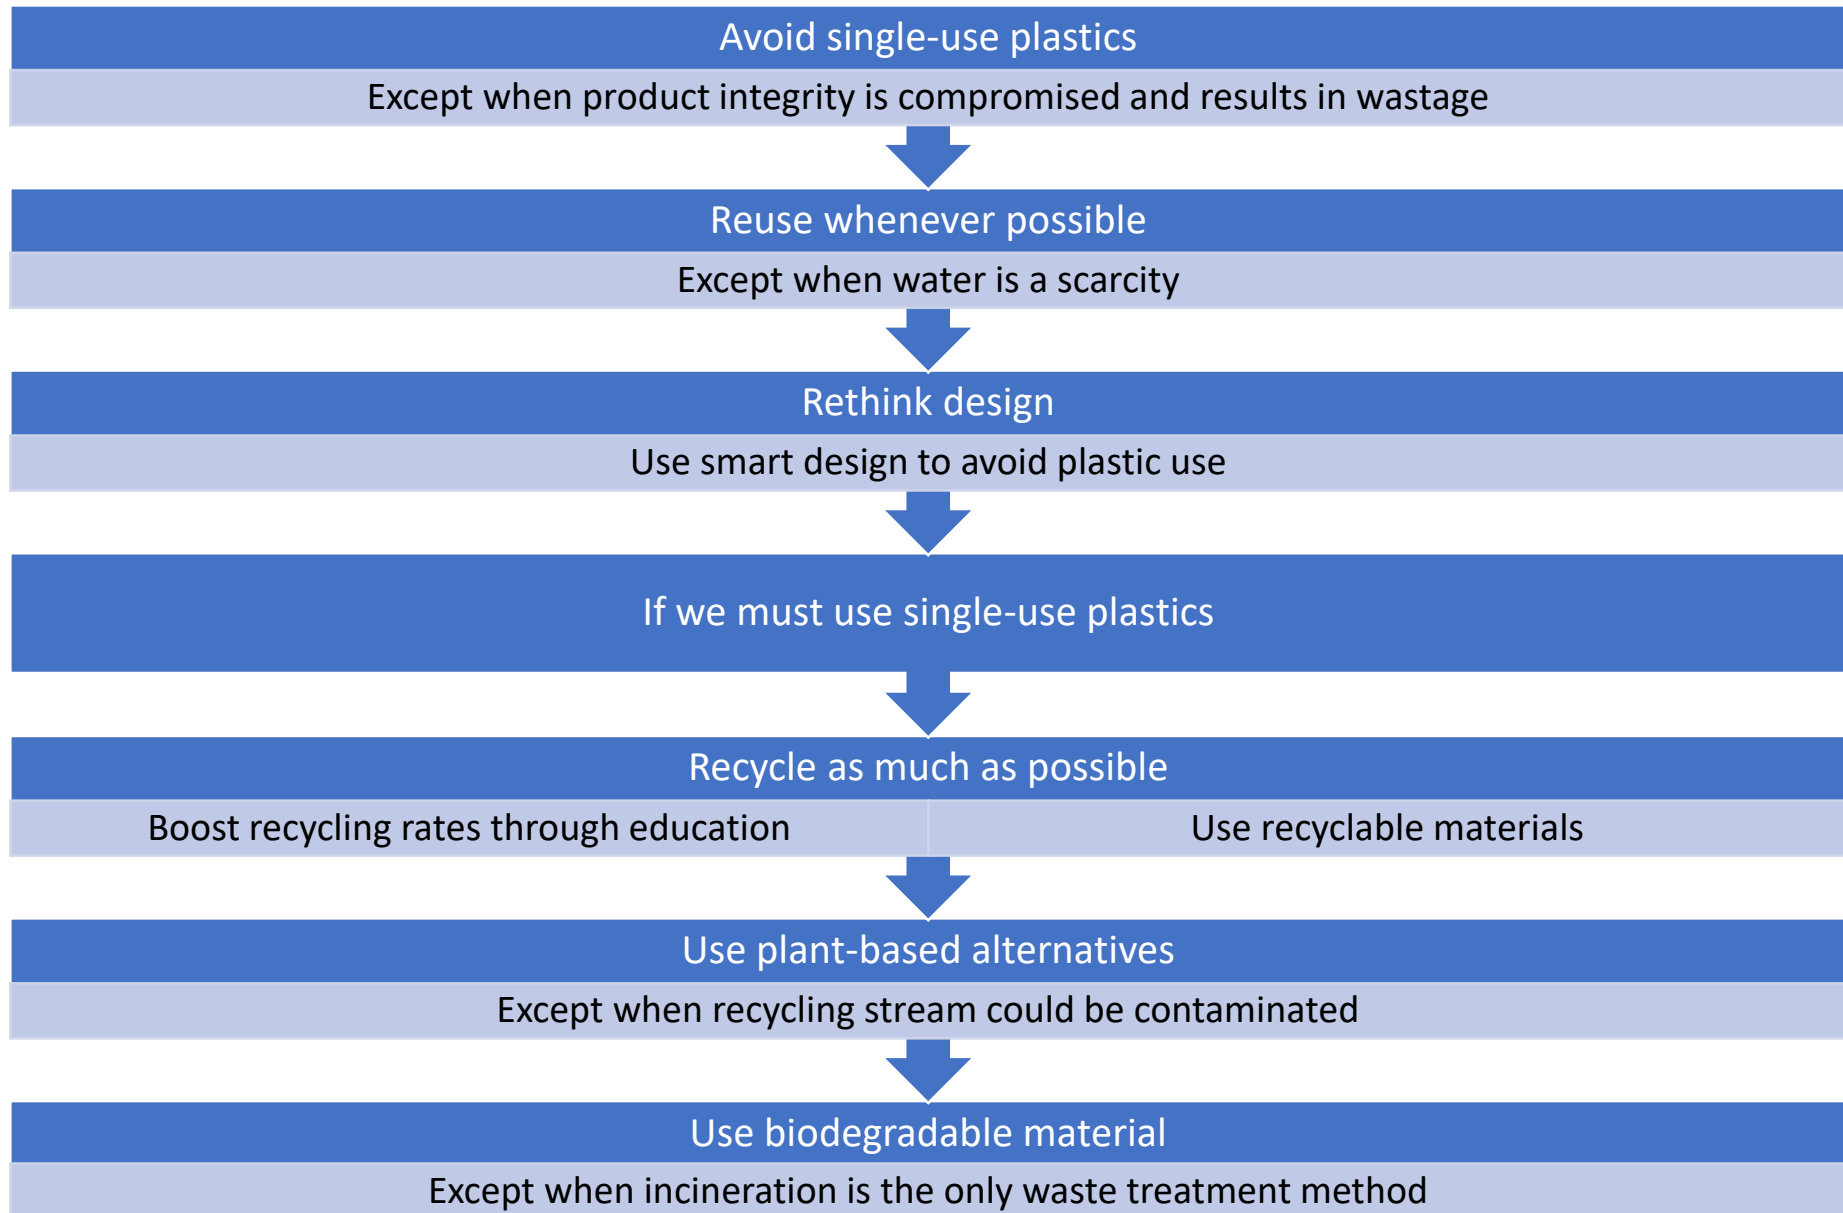 Avoid single-use plastics
Except when product integrity is compromised and results in wastage
Reuse whenever possible
Except when water is a scarcity
Rethink design
Use smart design to avoid plastic use
If we must use single-use plastics
Recycle as much as possible
Boost recycling rates through education
Use recyclable materials
Use plant-based alternatives
Except when recycling stream could be contaminated
Use biodegradable material
Except when incineration is the only waste treatment method